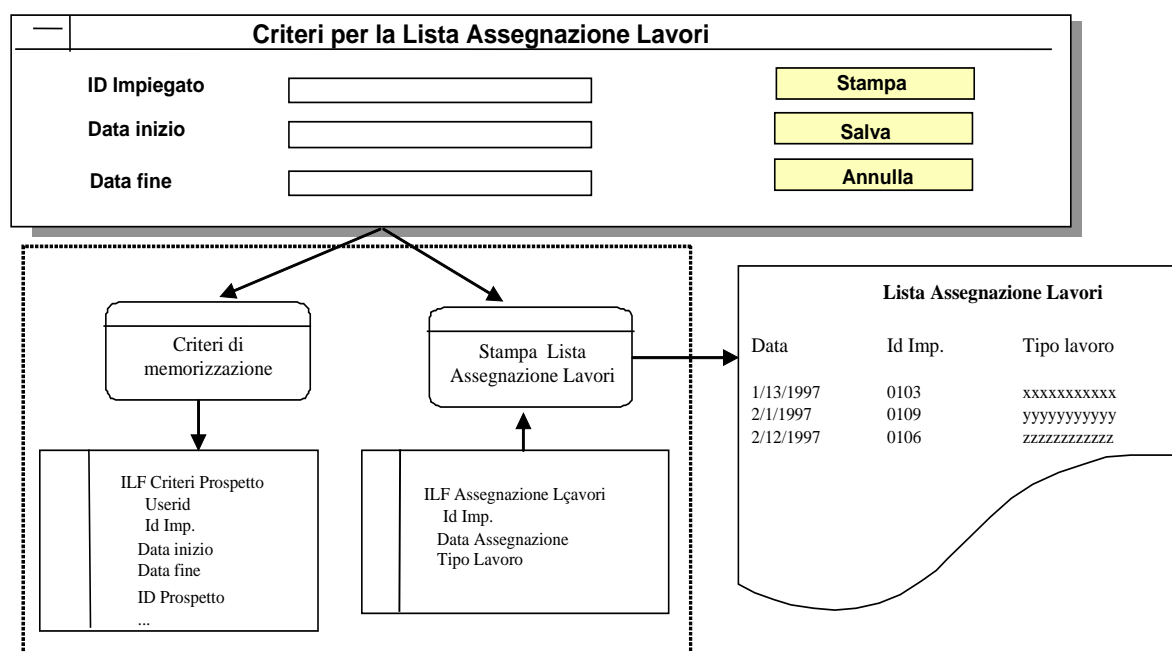 Criteri per la Lista Assegnazione Lavori
ID Impiegato
Stampa
Data inizio
Salva
Data fine
Annulla
Criteri di
memorizzazione
Stampa Lista
Assegnazione Lavori
ILF Criteri Prospetto
Userid
Id Imp.
Data inizio
Data fine
ID Prospetto
...
ILF Assegnazione Lçavori
Id Imp.
Data Assegnazione
Tipo Lavoro
Lista Assegnazione Lavori
Data Id Imp. Tipo lavoro
1/13/1997 0103 xxxxxxxxxxx
2/1/1997 0109 yyyyyyyyyyy
2/12/1997 0106 zzzzzzzzzzzz